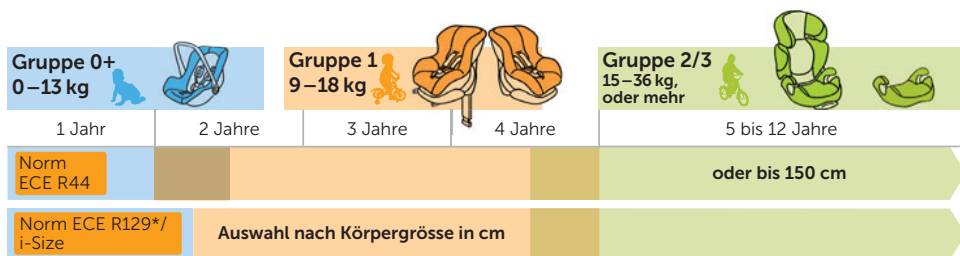 Gruppe 0+
0–13 kg
Gruppe 1
9–18 kg
Gruppe 2/3
15–36 kg,
oder mehr
1 Jahr
2 Jahre
3 Jahre
4 Jahre
5 bis 12 Jahre
Norm
ECE R44
oder bis 150 cm
Norm ECE R129*/
i-Size
Auswahl nach Körpergrösse in cm